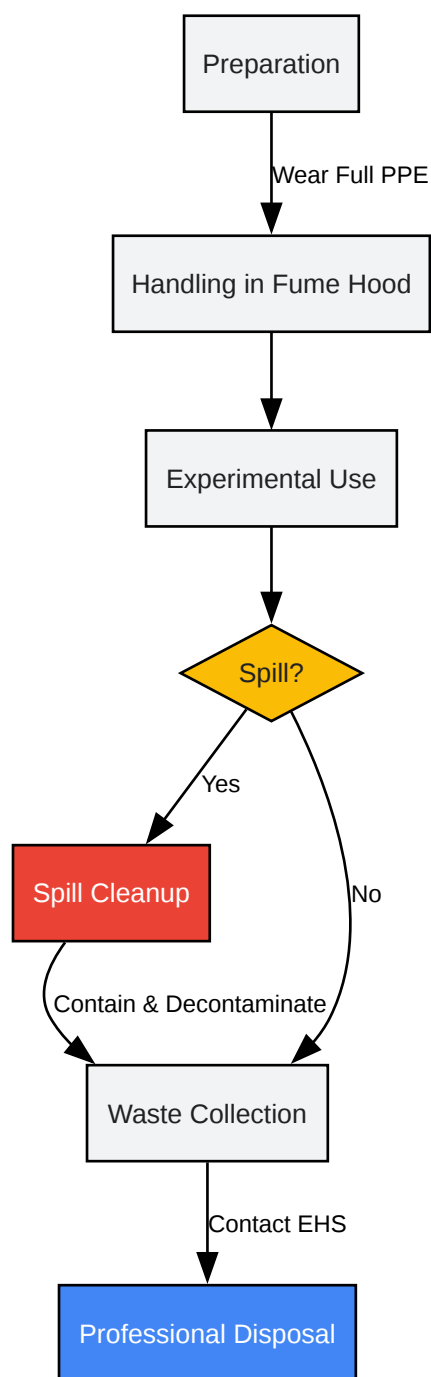 Preparation
Wear Full PPE
Handling in Fume Hood
Experimental Use
Spill?
Yes
No
Spill Cleanup
Contain & Decontaminate
Waste Collection
Contact EHS
Professional Disposal